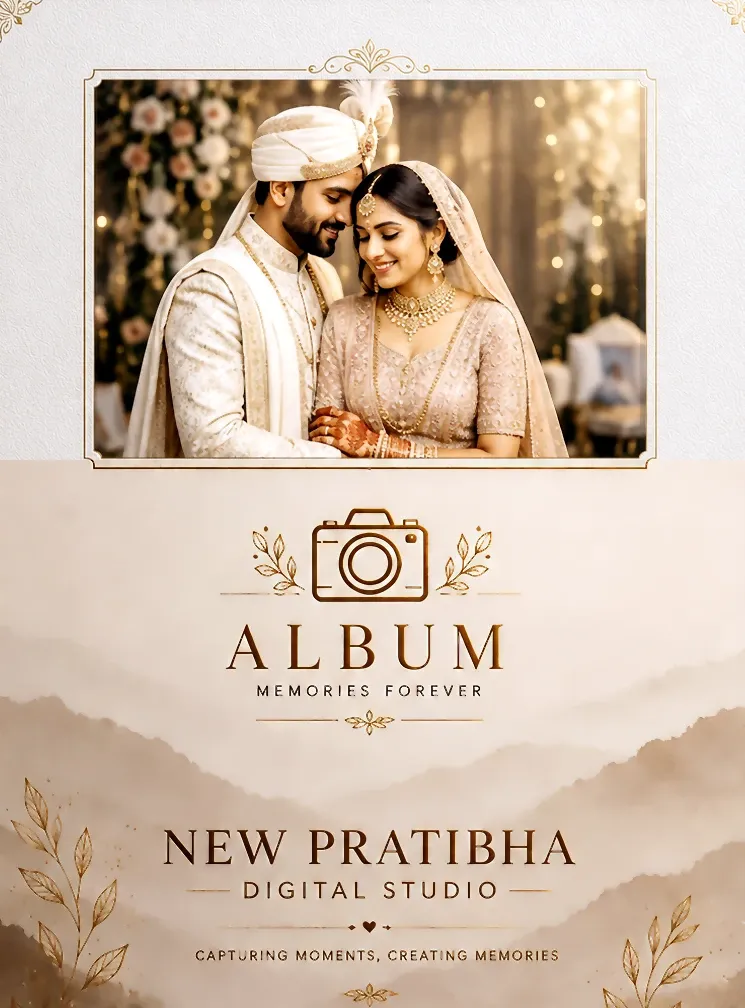 ALBUM
MEMORIES FOREVER
NEW PRATIBHA
DIGITAL STUDIO
CAPTURING MOMENTS, CREATING MEMORIES